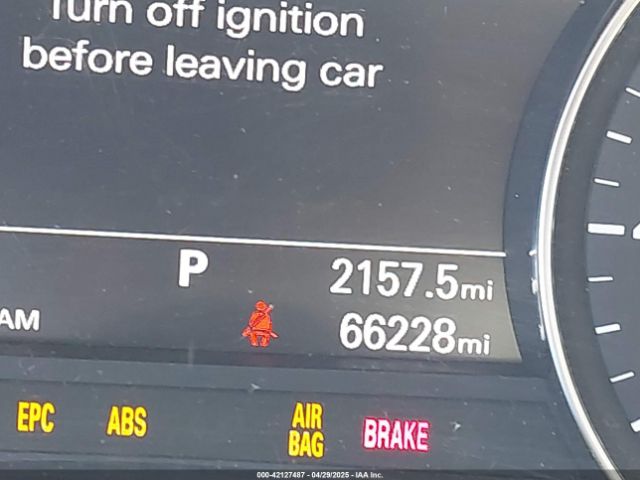 Turn off ignition
before leaving car
P
2157.5mi
AM
66228mi
EPC
ABS
AIR
BAG
BRAKE
000-42127487 - 04/29/2025 - IAA Inc.